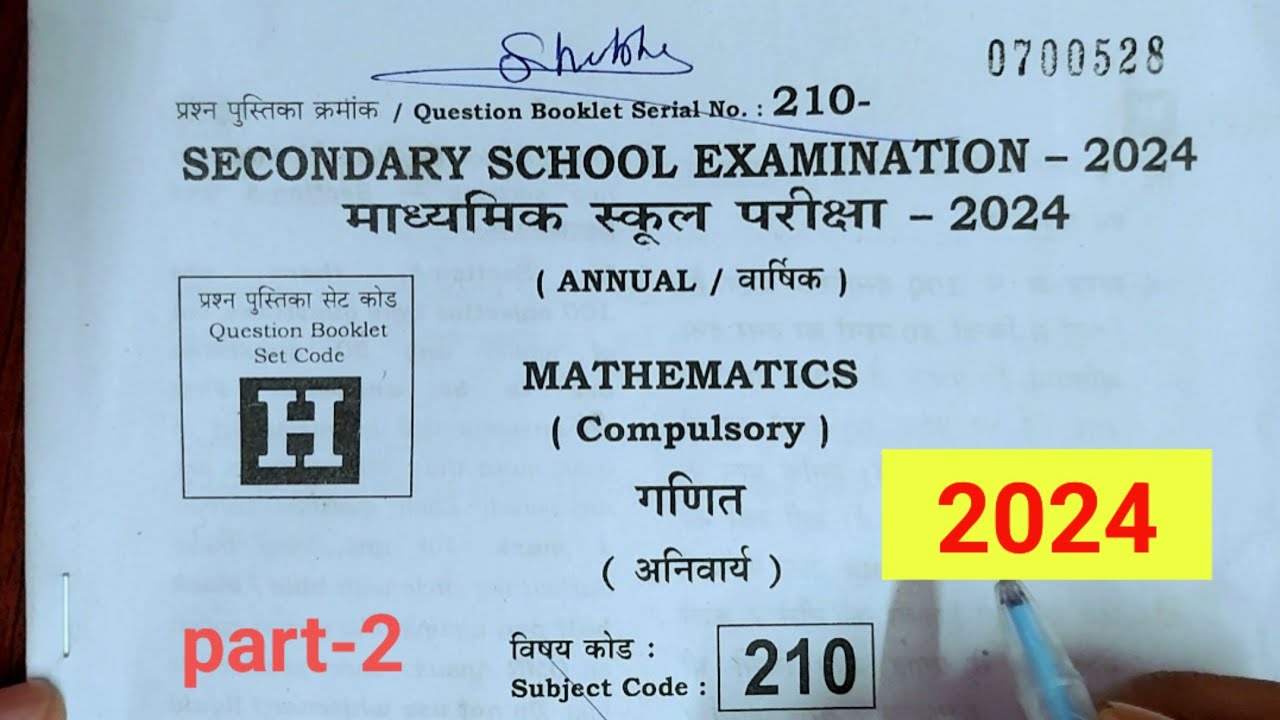 0700528
प्रश्न पुस्तिका क्रमांक / Question Booklet Serial No. : 210-
SECONDARY SCHOOL EXAMINATION – 2024
माध्यमिक स्कूल परीक्षा – 2024
( ANNUAL / वार्षिक )
प्रश्न पुस्तिका सेट कोड
Question Booklet
Set Code
H
MATHEMATICS
( Compulsory )
गणित
( अनिवार्य )
2024
part-2
विषय कोड :
Subject Code :
210